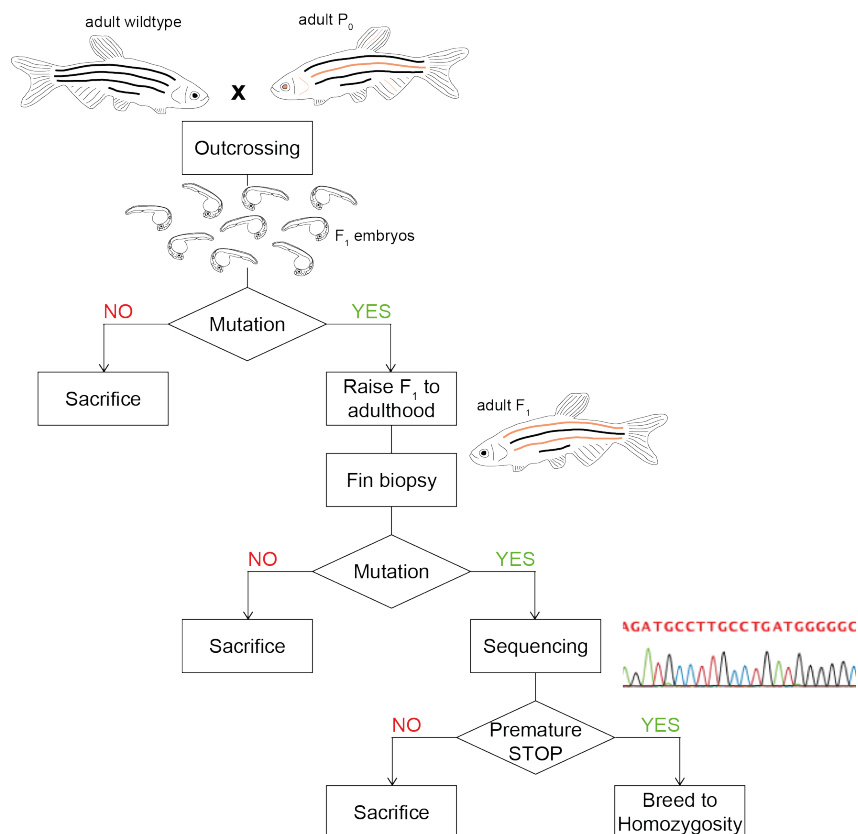 adult wildtype
adult P₀
x
Outcrossing
F₁ embryos
NO
YES
Mutation
Sacrifice
Raise F₁ to
adulthood
adult F₁
Fin biopsy
NO
YES
Mutation
Sacrifice
Sequencing
AGATGCCTTGCCTGATGGGGGC
NO
YES
Premature
STOP
Sacrifice
Breed to
Homozygosity